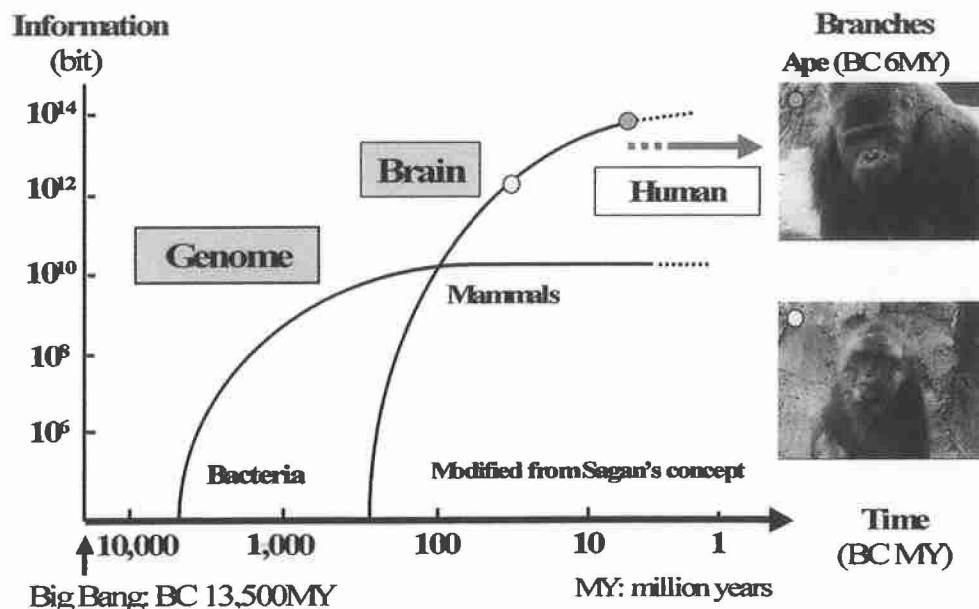 Information
(bit)
Branches
Ape (BC 6MY)
10¹⁴
Brain
10¹²
Human
Genome
10¹⁰
Mammals
10⁸
10⁶
Bacteria
Modified from Sagan's concept
10,000
1,000
100
10
1
Time
(BC MY)
Big Bang: BC 13,500MY
MY: million years